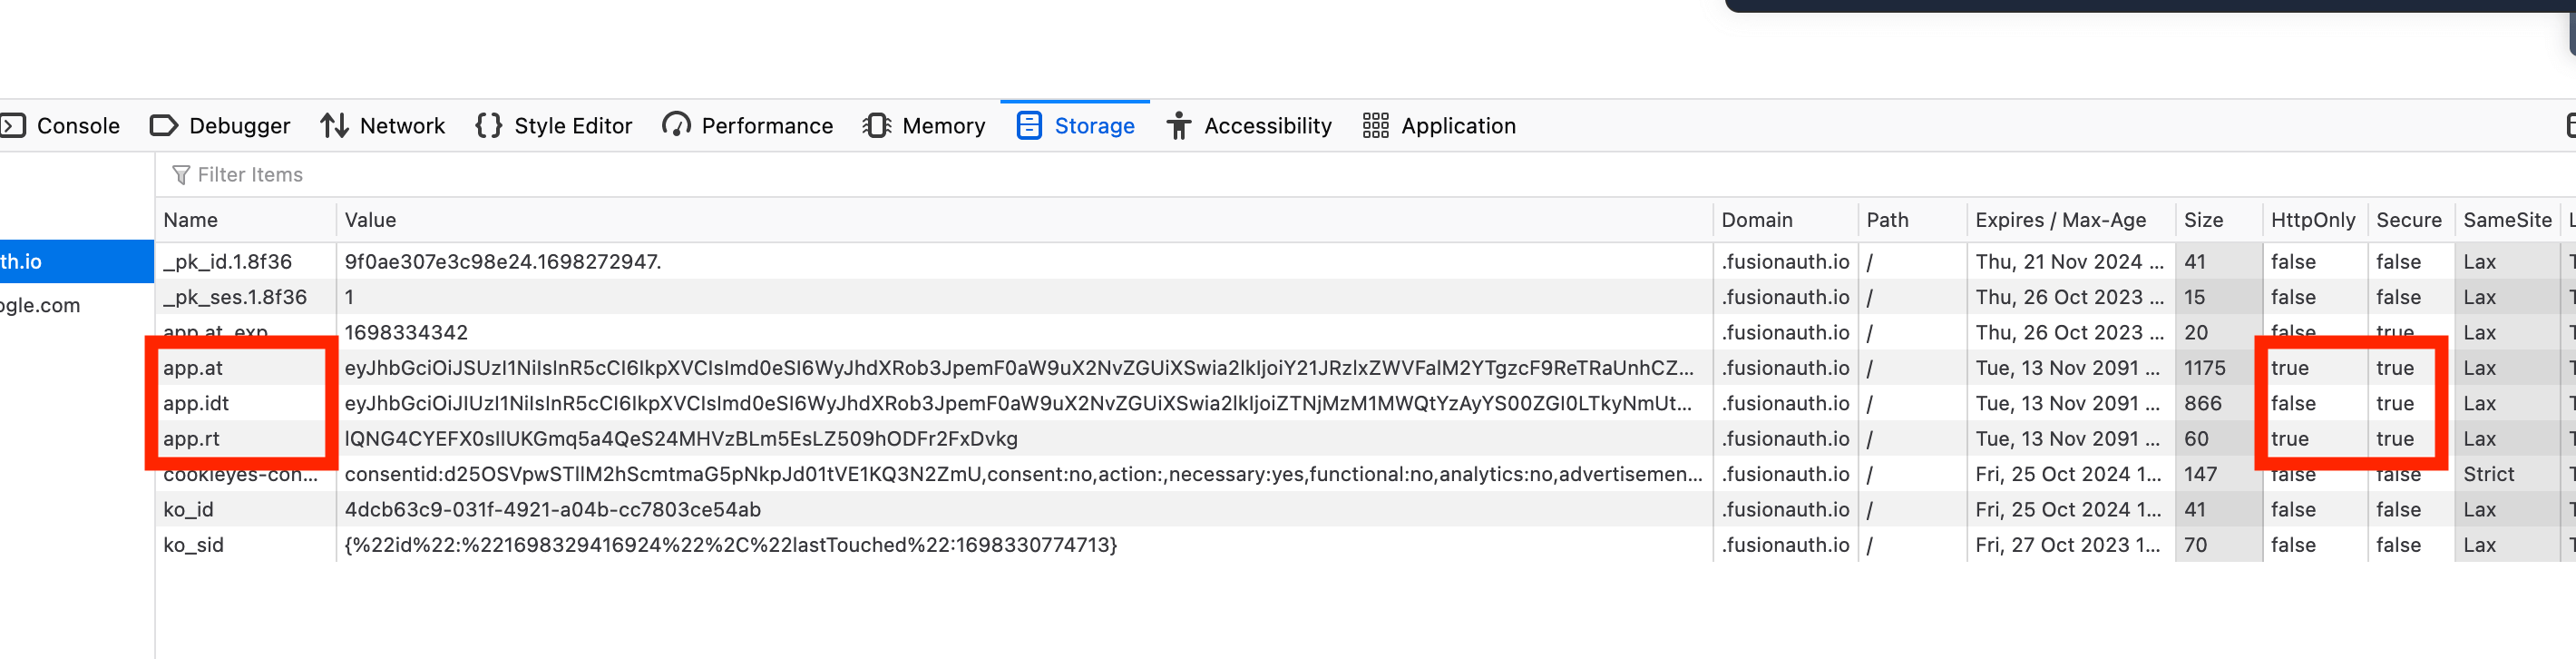 Console Debugger Network Style Editor Performance Memory Storage Accessibility Application
Filter Items
Name Value Domain Path Expires / Max-Age Size HttpOnly Secure SameSite L
th.io _pk_id.1.8f36 9f0ae307e3c98e24.1698272947. .fusionauth.io / Thu, 21 Nov 2024 ... 41 false false Lax T
ogle.com _pk_ses.1.8f36 1 .fusionauth.io / Thu, 26 Oct 2023 ... 15 false false Lax T
app.at_exp 1698334342 .fusionauth.io / Thu, 26 Oct 2023 ... 20 false true Lax T
app.at eyJhbGciOiJSUzI1NiIsInR5cCI6IkpXVCIsImd0eSI6WyJhdXRob3JpemF0aW9uX2NvZGUiXSwia2lkIjoiY21JRzIxZWVFalM2YTgzcF9ReTRaUnhCZ... .fusionauth.io / Tue, 13 Nov 2091 ... 1175 true true Lax T
app.idt eyJhbGciOiJIUzI1NiIsInR5cCI6IkpXVCIsImd0eSI6WyJhdXRob3JpemF0aW9uX2NvZGUiXSwia2lkIjoiZTNjMzM1MWQtYzAyYS00ZGI0LTkyNmUt... .fusionauth.io / Tue, 13 Nov 2091 ... 866 false true Lax T
app.rt lQNG4CYEFX0sllUKGmq5a4QeS24MHVzBLm5EsLZ509hODFr2FxDvkg .fusionauth.io / Tue, 13 Nov 2091 ... 60 true true Lax T
cookieyes-con... consentid:d25OSVpwSTllM2hScmtmaG5pNkpJd01tVE1KQ3N2ZmU,consent:no,action:,necessary:yes,functional:no,analytics:no,advertisemen... .fusionauth.io / Fri, 25 Oct 2024 1... 147 false false Strict T
ko_id 4dcb63c9-031f-4921-a04b-cc7803ce54ab .fusionauth.io / Fri, 25 Oct 2024 1... 41 false false Lax T
ko_sid {%22id%22:%221698329416924%22%2C%22lastTouched%22:1698330774713} .fusionauth.io / Fri, 27 Oct 2023 1... 70 false false Lax T